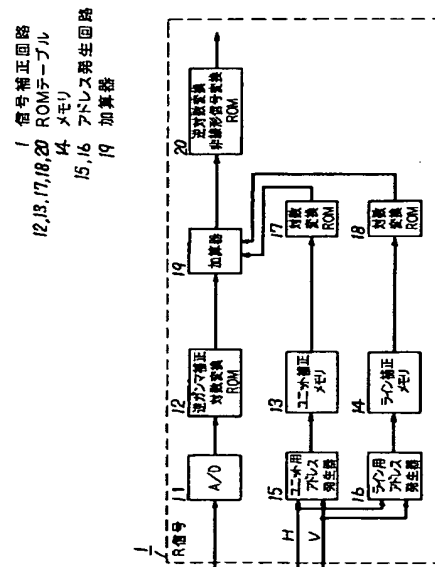 1 信号補正回路
12,13,17,18,20 ROMテーブル
14 メモリ
15,16 アドレス発生回路
19 加算器
1
R信号
11
A/D
12
逆ガンマ補正
対数変換
ROM
19
加算器
20
逆対数変換
非線形信号変換
ROM
H
V
15
ユニット用
アドレス
発生器
13
ユニット補正
メモリ
17
対数
変換
ROM
16
ライン用
アドレス
発生器
14
ライン補正
メモリ
18
対数
変換
ROM